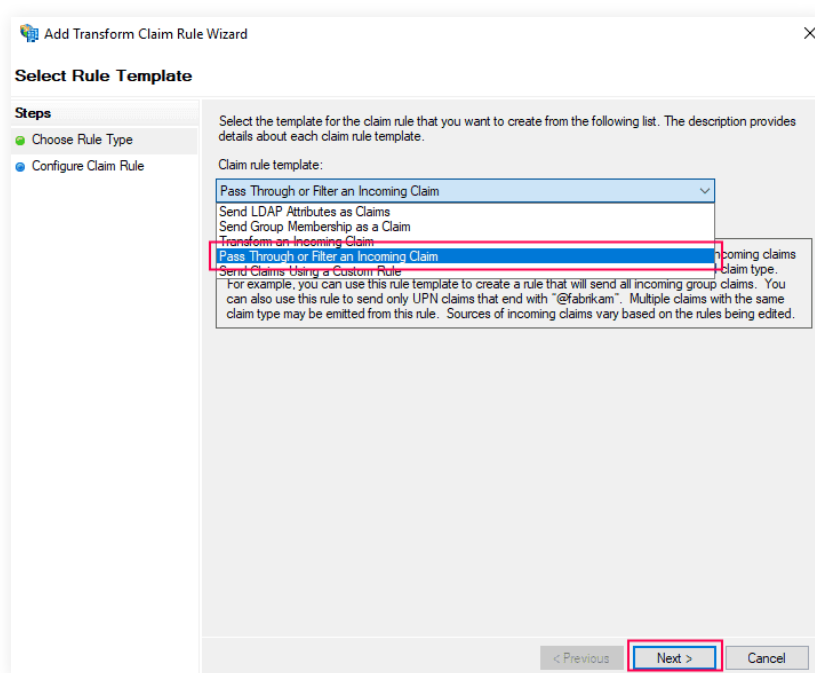 Add Transform Claim Rule Wizard
Select Rule Template
Steps
Choose Rule Type
Configure Claim Rule
Select the template for the claim rule that you want to create from the following list. The description provides
details about each claim rule template.
Claim rule template:
Pass Through or Filter an Incoming Claim
Send LDAP Attributes as Claims
Send Group Membership as a Claim
Transform an Incoming Claim
Pass Through or Filter an Incoming Claim
Send Claims Using a Custom Rule
incoming claims
claim type.
For example, you can use this rule template to create a rule that will send all incoming group claims. You
can also use this rule to send only UPN claims that end with "@fabrikam". Multiple claims with the same
claim type may be emitted from this rule. Sources of incoming claims vary based on the rules being edited.
< Previous
Next >
Cancel